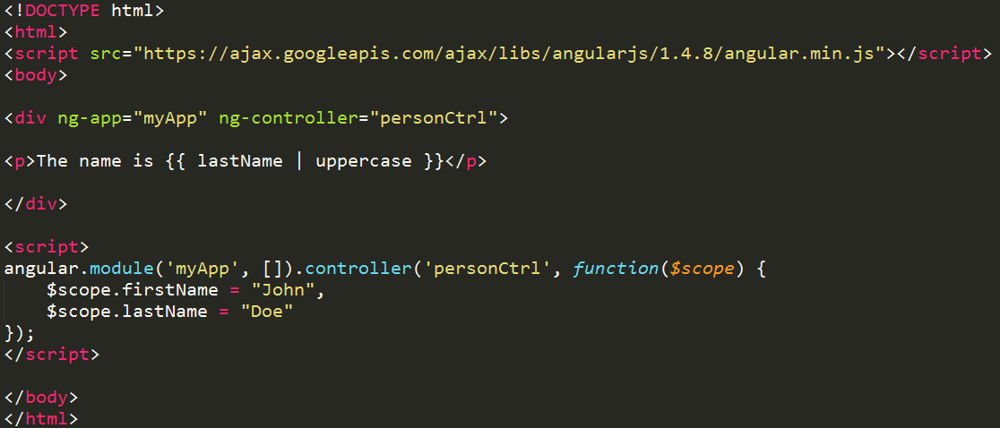 <!DOCTYPE html>
<html>
<script src="https://ajax.googleapis.com/ajax/libs/angularjs/1.4.8/angular.min.js"></script>
<body>
<div ng-app="myApp" ng-controller="personCtrl">
<p>The name is {{ lastName | uppercase }}</p>
</div>
<script>
angular.module('myApp', []).controller('personCtrl', function($scope) {
    $scope.firstName = "John",
    $scope.lastName = "Doe"
});
</script>
</body>
</html>